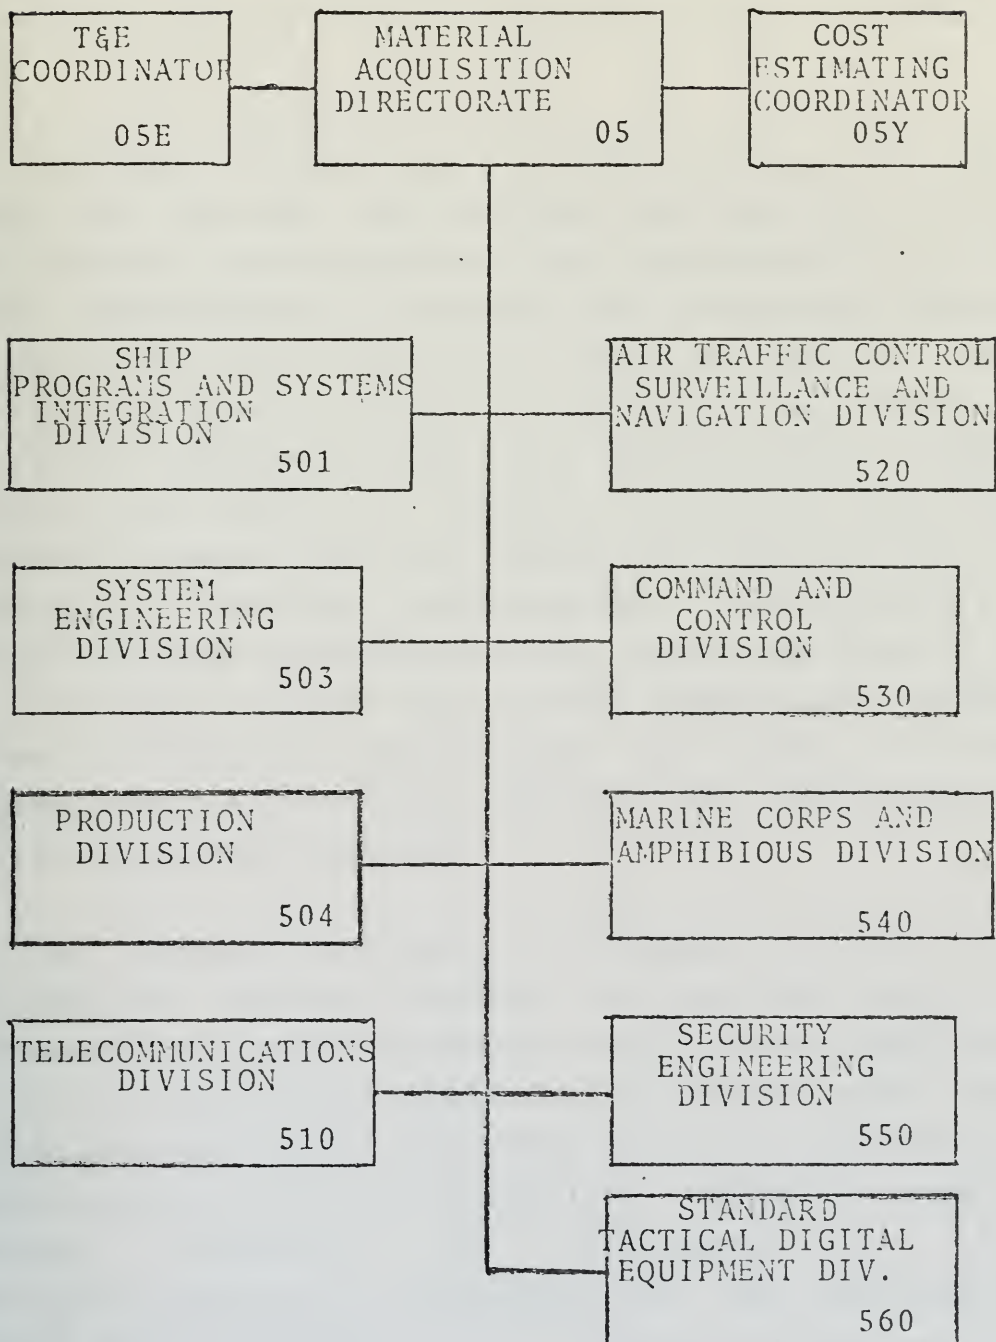 T&E
COORDINATOR
05E
MATERIAL
ACQUISITION
DIRECTORATE
05
COST
ESTIMATING
COORDINATOR
05Y
SHIP
PROGRAMS AND SYSTEMS
INTEGRATION
DIVISION
501
AIR TRAFFIC CONTROL
SURVEILLANCE AND
NAVIGATION DIVISION
520
SYSTEM
ENGINEERING
DIVISION
503
COMMAND AND
CONTROL
DIVISION
530
PRODUCTION
DIVISION
504
MARINE CORPS AND
AMPHIBIOUS DIVISION
540
TELECOMMUNICATIONS
DIVISION
510
SECURITY
ENGINEERING
DIVISION
550
STANDARD
TACTICAL DIGITAL
EQUIPMENT DIV.
560